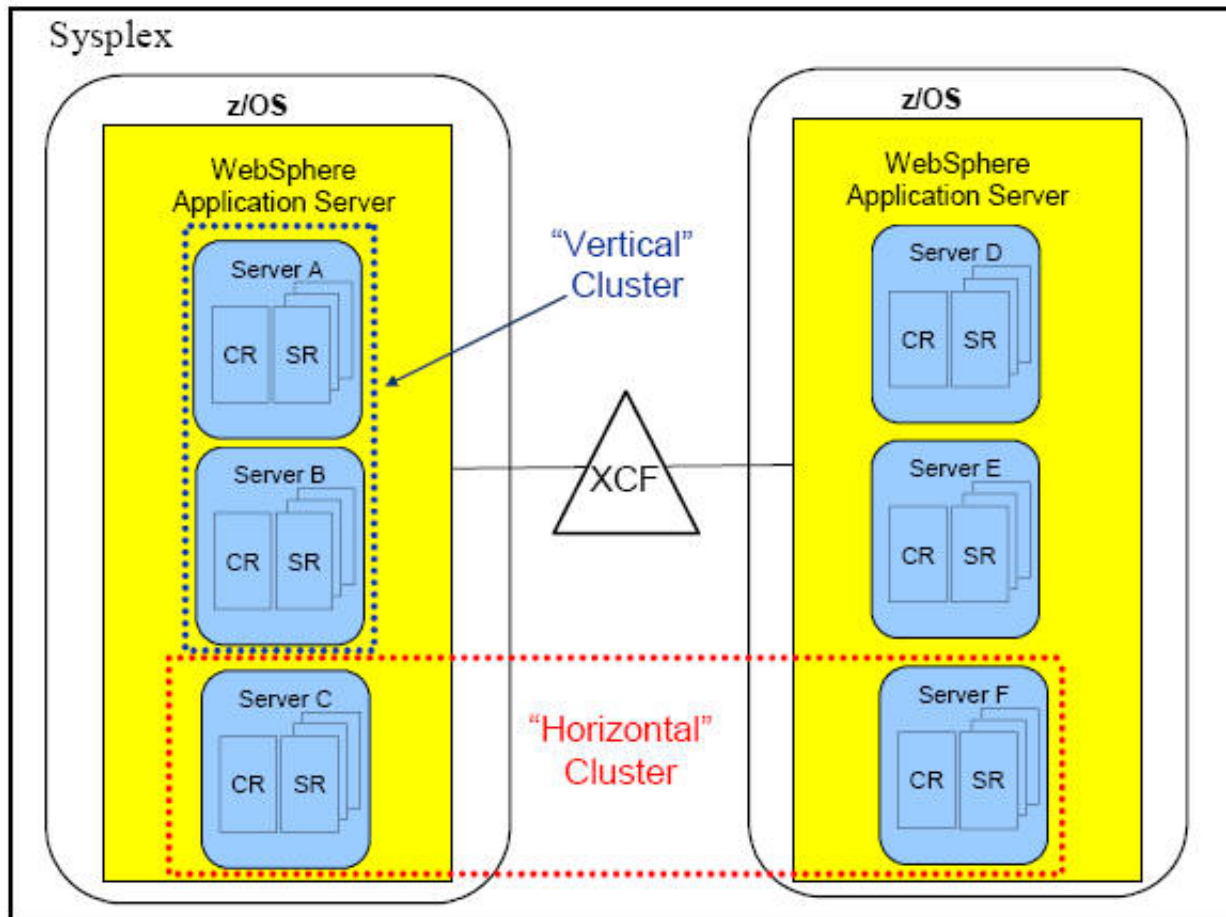 Sysplex
z/OS
WebSphere
Application Server
Server A
CR
SR
Server B
CR
SR
Server C
CR
SR
“Vertical”
Cluster
XCF
“Horizontal”
Cluster
z/OS
WebSphere
Application Server
Server D
CR
SR
Server E
CR
SR
Server F
CR
SR